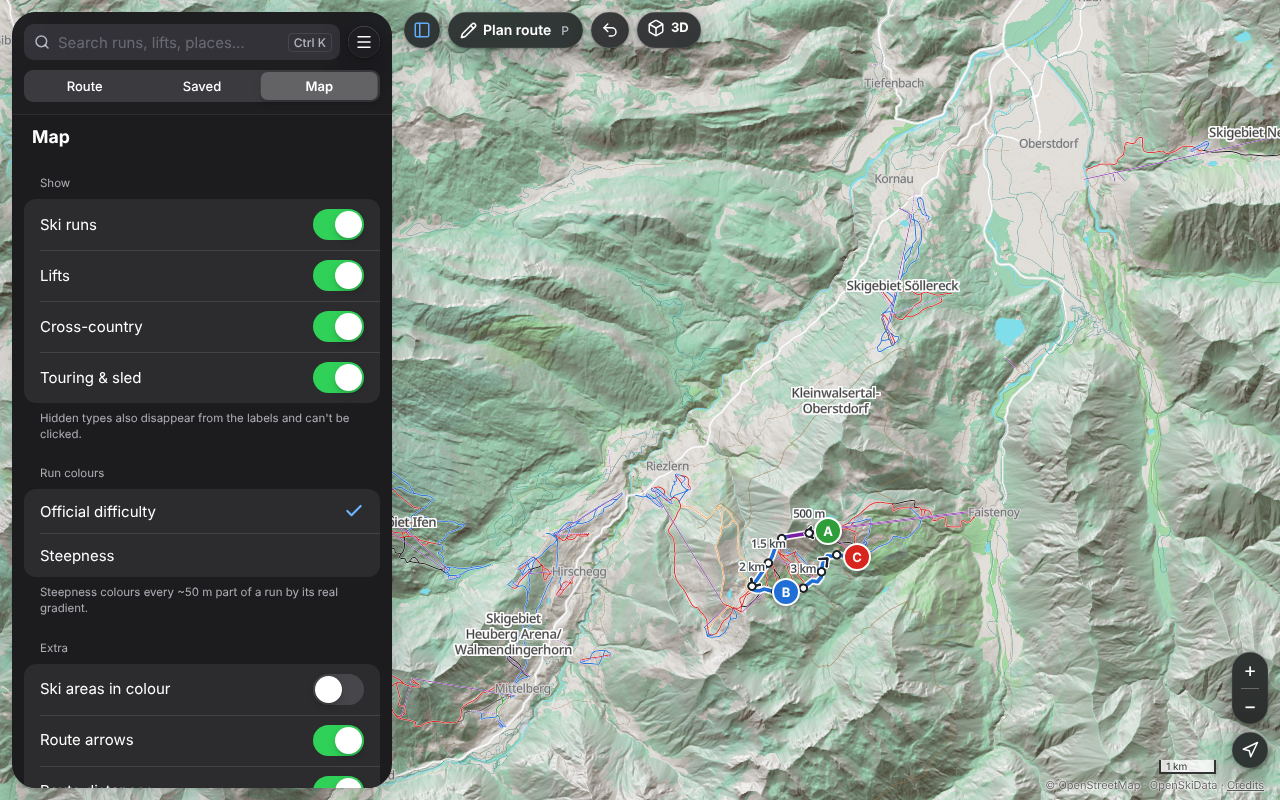 Search runs, lifts, places...
Ctrl K
Route
Saved
Map
Map
Show
Ski runs
Lifts
Cross-country
Touring & sled
Hidden types also disappear from the labels and can't be
clicked.
Run colours
Official difficulty
Steepness
Steepness colours every ~50 m part of a run by its real
gradient.
Extra
Ski areas in colour
Route arrows
Plan route P
3D
Tiefenbach
Oberstdorf
Kornau
Skigebiet Söllereck
Kleinwalsertal-
Oberstdorf
Riezlern
Faistenoy
Hirschegg
Skigebiet
Heuberg Arena/
Walmendingerhorn
Mittelberg
500 m
1.5 km
2 km
3 km
A
B
C
+
−
1 km
© OpenStreetMap · OpenSkiData · Credits